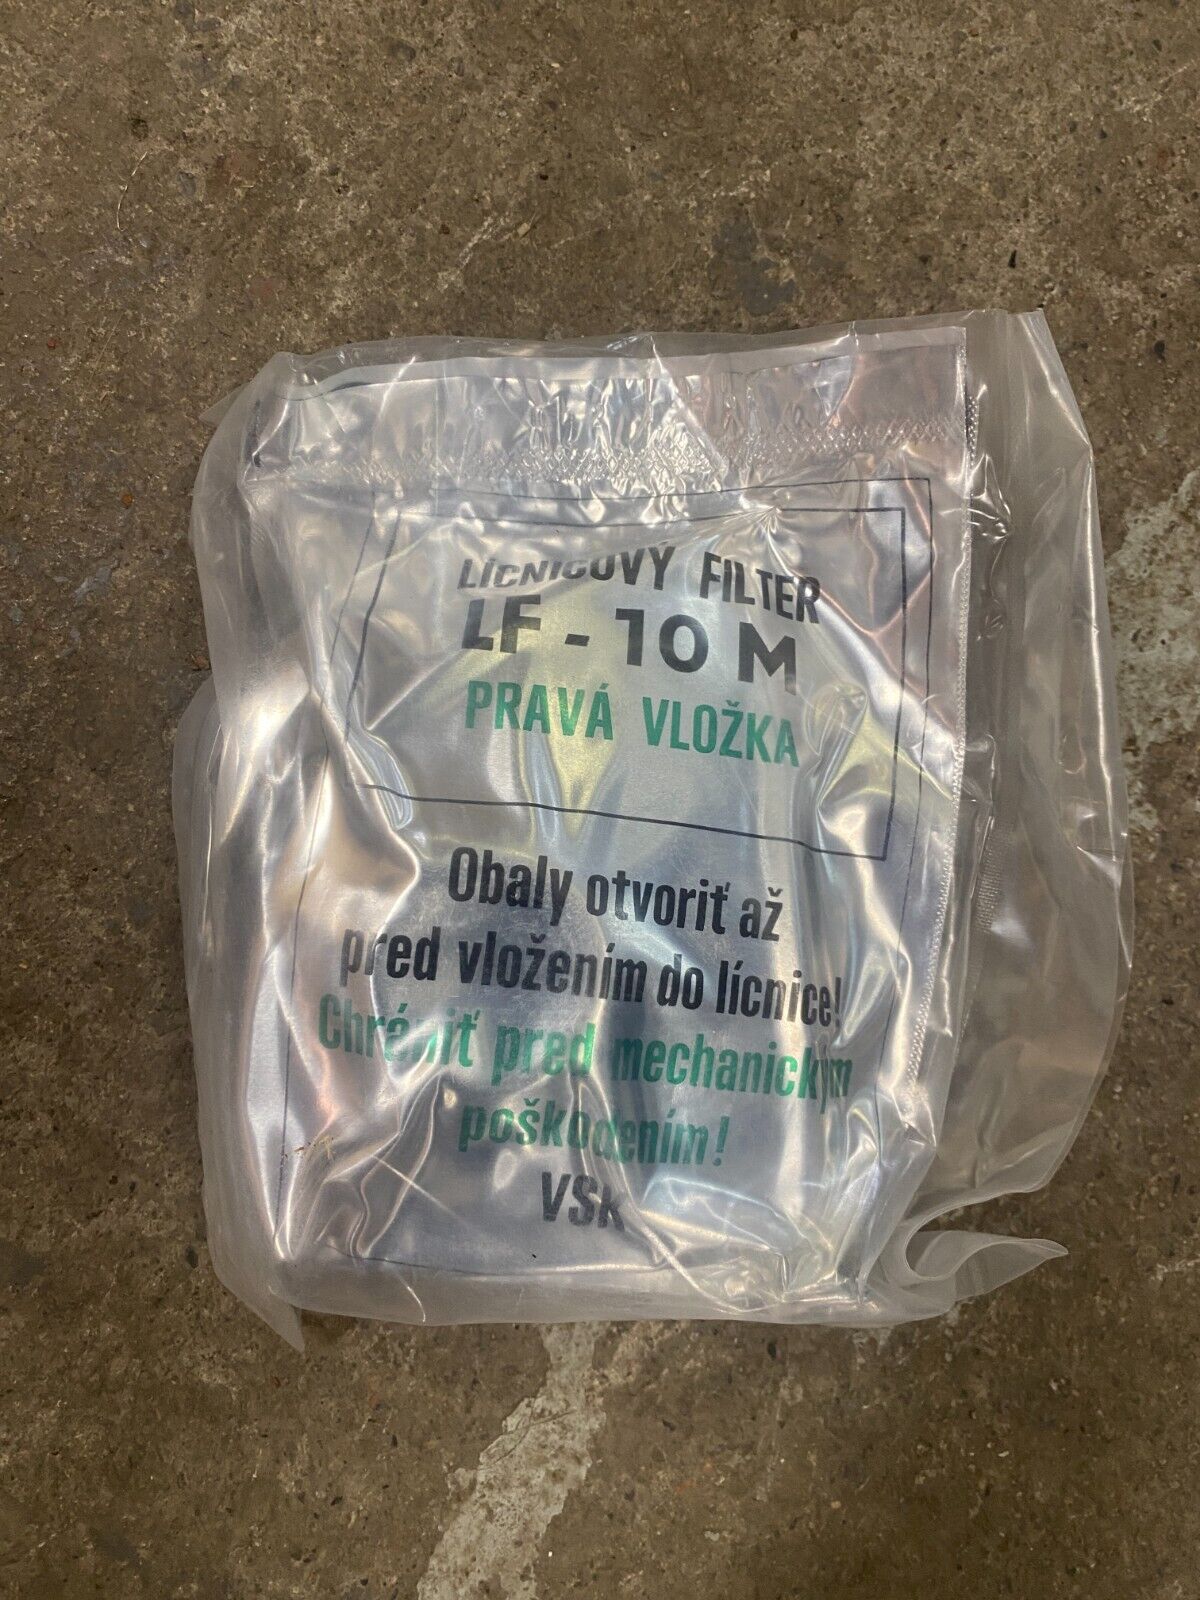 LÍCNICOVÝ FILTER
LF - 10 M
PRAVÁ VLOŽKA
Obaly otvoriť až
pred vložením do lícnice!
Chrániť pred mechanickým
poškodením!
VSK